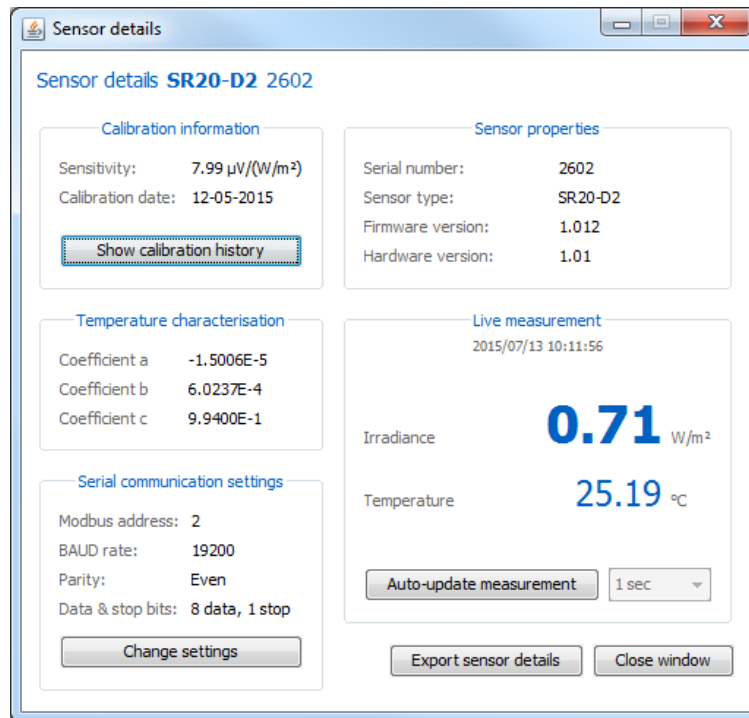 Sensor details
Sensor details SR20-D2 2602
Calibration information
Sensitivity: 7.99 µV/(W/m²)
Calibration date: 12-05-2015
Show calibration history
Sensor properties
Serial number: 2602
Sensor type: SR20-D2
Firmware version: 1.012
Hardware version: 1.01
Temperature characterisation
Coefficient a -1.5006E-5
Coefficient b 6.0237E-4
Coefficient c 9.9400E-1
Live measurement
2015/07/13 10:11:56
Irradiance 0.71 W/m²
Temperature 25.19 °C
Auto-update measurement 1 sec
Serial communication settings
Modbus address: 2
BAUD rate: 19200
Parity: Even
Data & stop bits: 8 data, 1 stop
Change settings
Export sensor details Close window